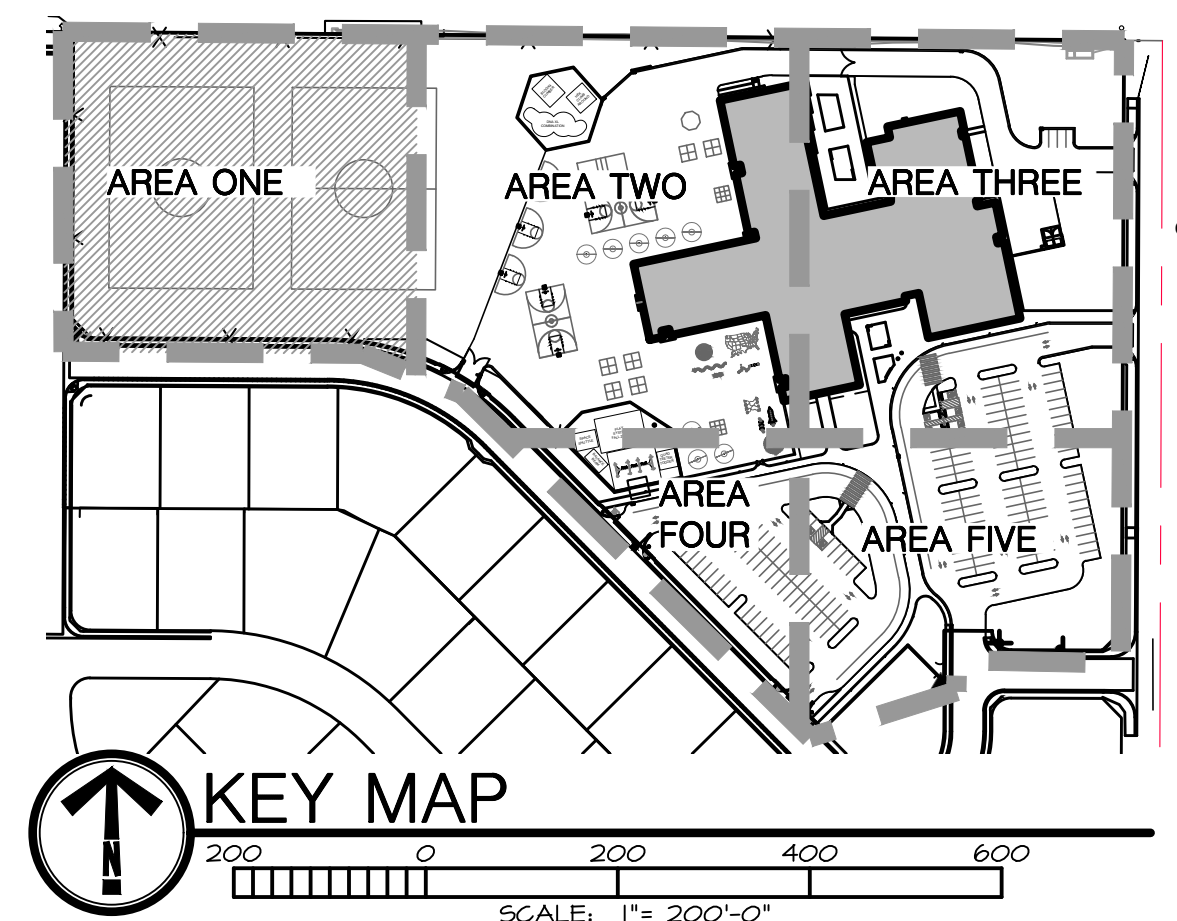 AREA ONE
AREA TWO
AREA THREE
AREA
FOUR
AREA FIVE
KEY MAP
N
200 0 200 400 600
SCALE: 1"= 200'-0"